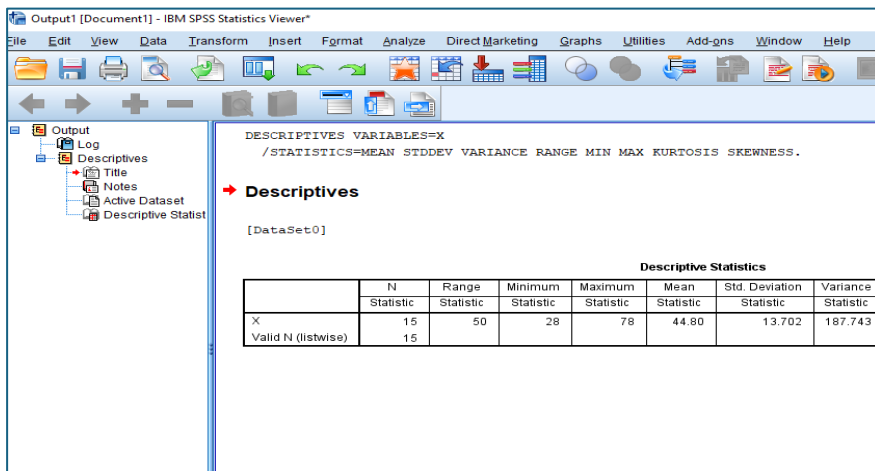 Output1 [Document1] - IBM SPSS Statistics Viewer*
File Edit View Data Transform Insert Format Analyze Direct Marketing Graphs Utilities Add-ons Window Help
Output
Log
Descriptives
Title
Notes
Active Dataset
Descriptive Statist
DESCRIPTIVES VARIABLES=X
/STATISTICS=MEAN STDDEV VARIANCE RANGE MIN MAX KURTOSIS SKEWNESS.
Descriptives
[DataSet0]
Descriptive Statistics
N Range Minimum Maximum Mean Std. Deviation Variance
Statistic Statistic Statistic Statistic Statistic Statistic Statistic
X 15 50 28 78 44.80 13.702 187.743
Valid N (listwise) 15